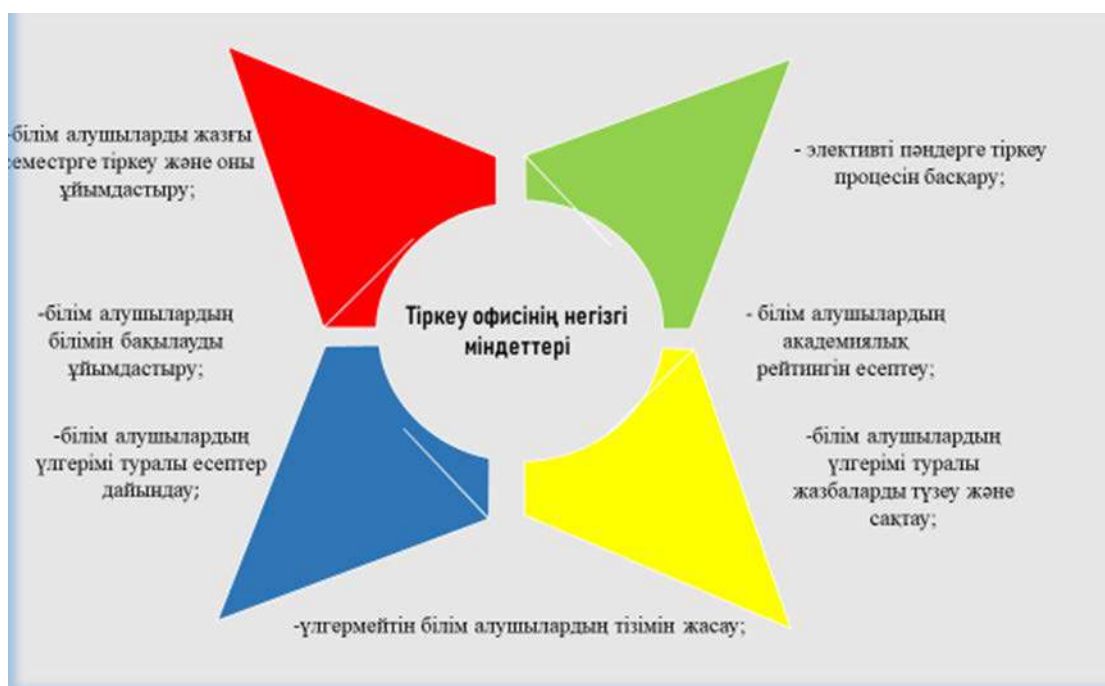 -білім алушыларды жазғы
семестрге тіркеу және оны
ұйымдастыру;
- элективті пәндерге тіркеу
процесін басқару;
-білім алушылардың
білімін бақылауды
ұйымдастыру;
Тіркеу офисінің негізгі
міндеттері
- білім алушылардың
академиялық
рейтингін есептеу;
-білім алушылардың
үлгерімі туралы есептер
дайындау;
-білім алушылардың
үлгерімі туралы
жазбаларды түзеу және
сақтау;
-үлгермейтін білім алушылардың тізімін жасау;